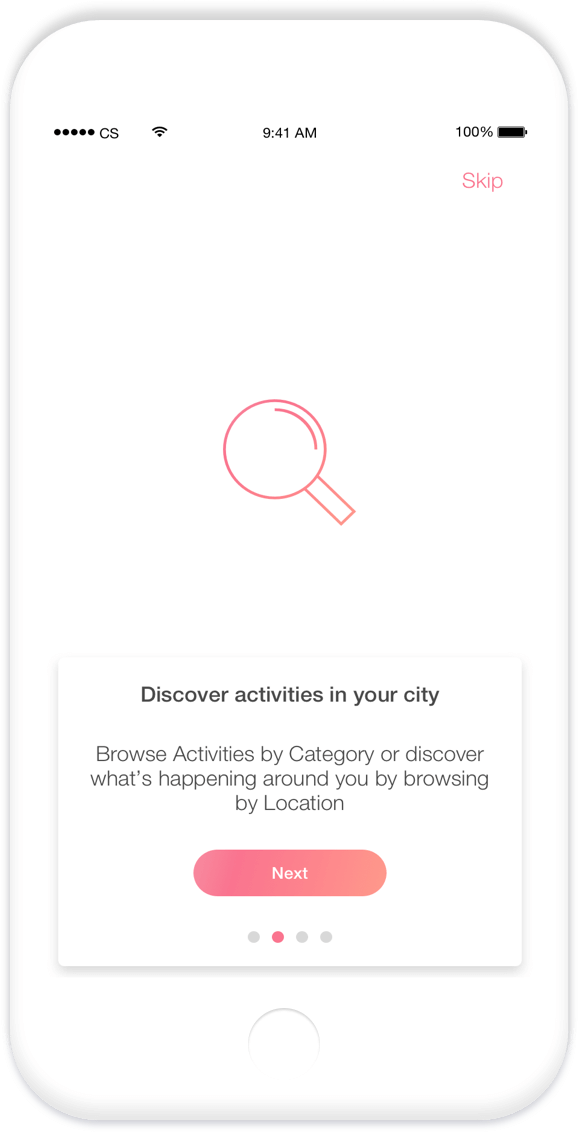 CS 9:41 AM 100%
Skip
Discover activities in your city
Browse Activities by Category or discover
what's happening around you by browsing
by Location
Next